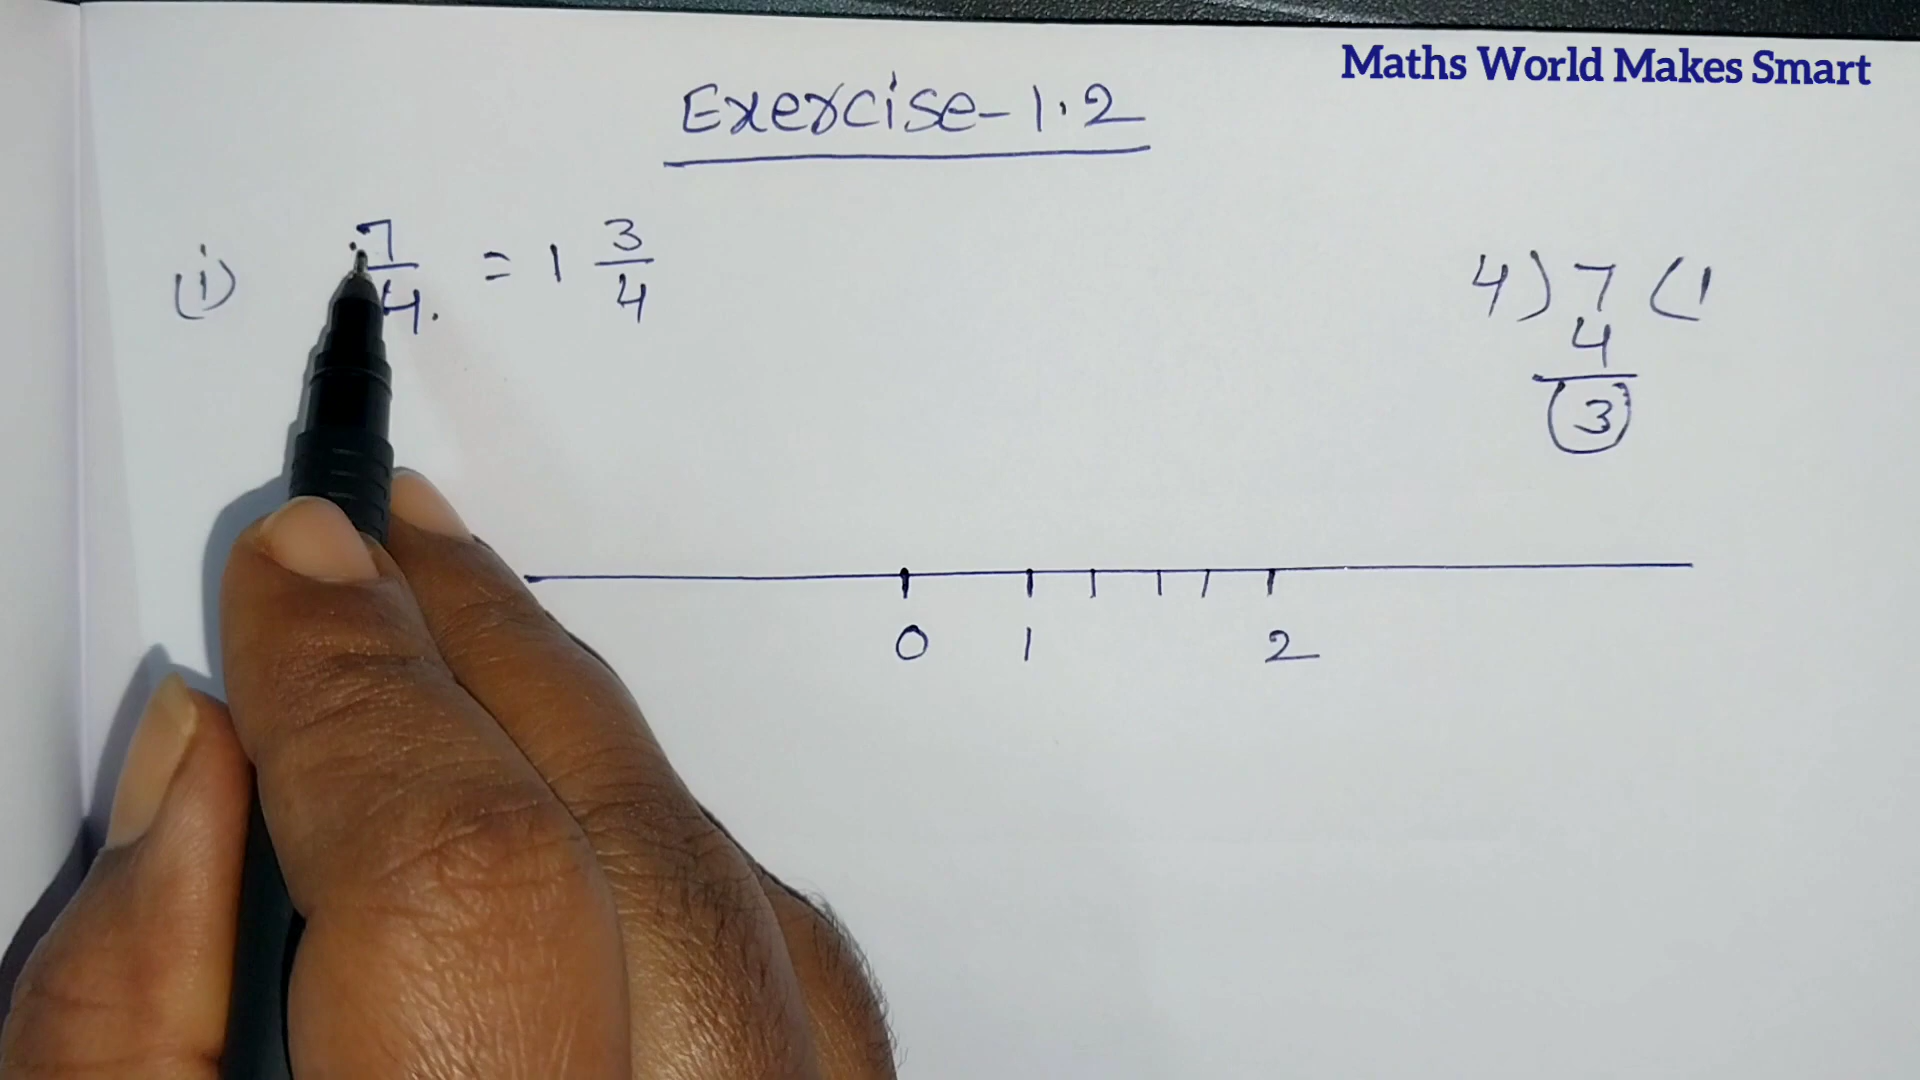 Maths World Makes Smart
Exercise-1.2
(i) 7/4 = 1 3/4
4) 7 (1
4
3
0 1 2